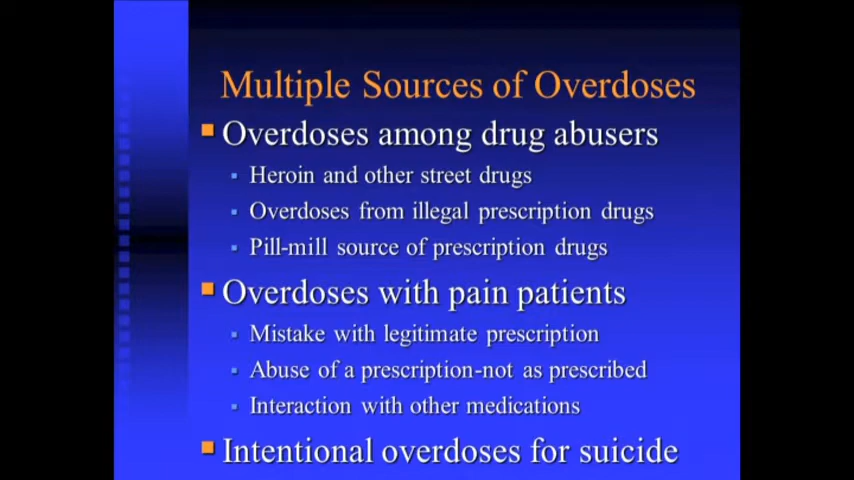 Multiple Sources of Overdoses
Overdoses among drug abusers
Heroin and other street drugs
Overdoses from illegal prescription drugs
Pill-mill source of prescription drugs
Overdoses with pain patients
Mistake with legitimate prescription
Abuse of a prescription-not as prescribed
Interaction with other medications
Intentional overdoses for suicide